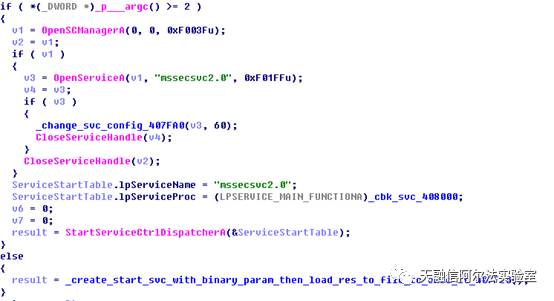 if ( *(_DWORD *)_p___argc() >= 2 )
{
v1 = OpenSCManagerA(0, 0, 0xF003Fu);
v2 = v1;
if ( v1 )
{
v3 = OpenServiceA(v1, "mssecsvc2.0", 0xF01FFu);
v4 = v3;
if ( v3 )
{
_change_svc_config_407FA0(v3, 60);
CloseServiceHandle(v4);
}
CloseServiceHandle(v2);
}
ServiceStartTable.lpServiceName = "mssecsvc2.0";
ServiceStartTable.lpServiceProc = (LPSERVICE_MAIN_FUNCTIONA)_cbk_svc_408000;
v6 = 0;
v7 = 0;
result = StartServiceCtrlDispatcherA(&ServiceStartTable);
}
else
{
result = _create_start_svc_with_binary_param_then_load_res_to_file_to
}
天融信阿尔法实验室